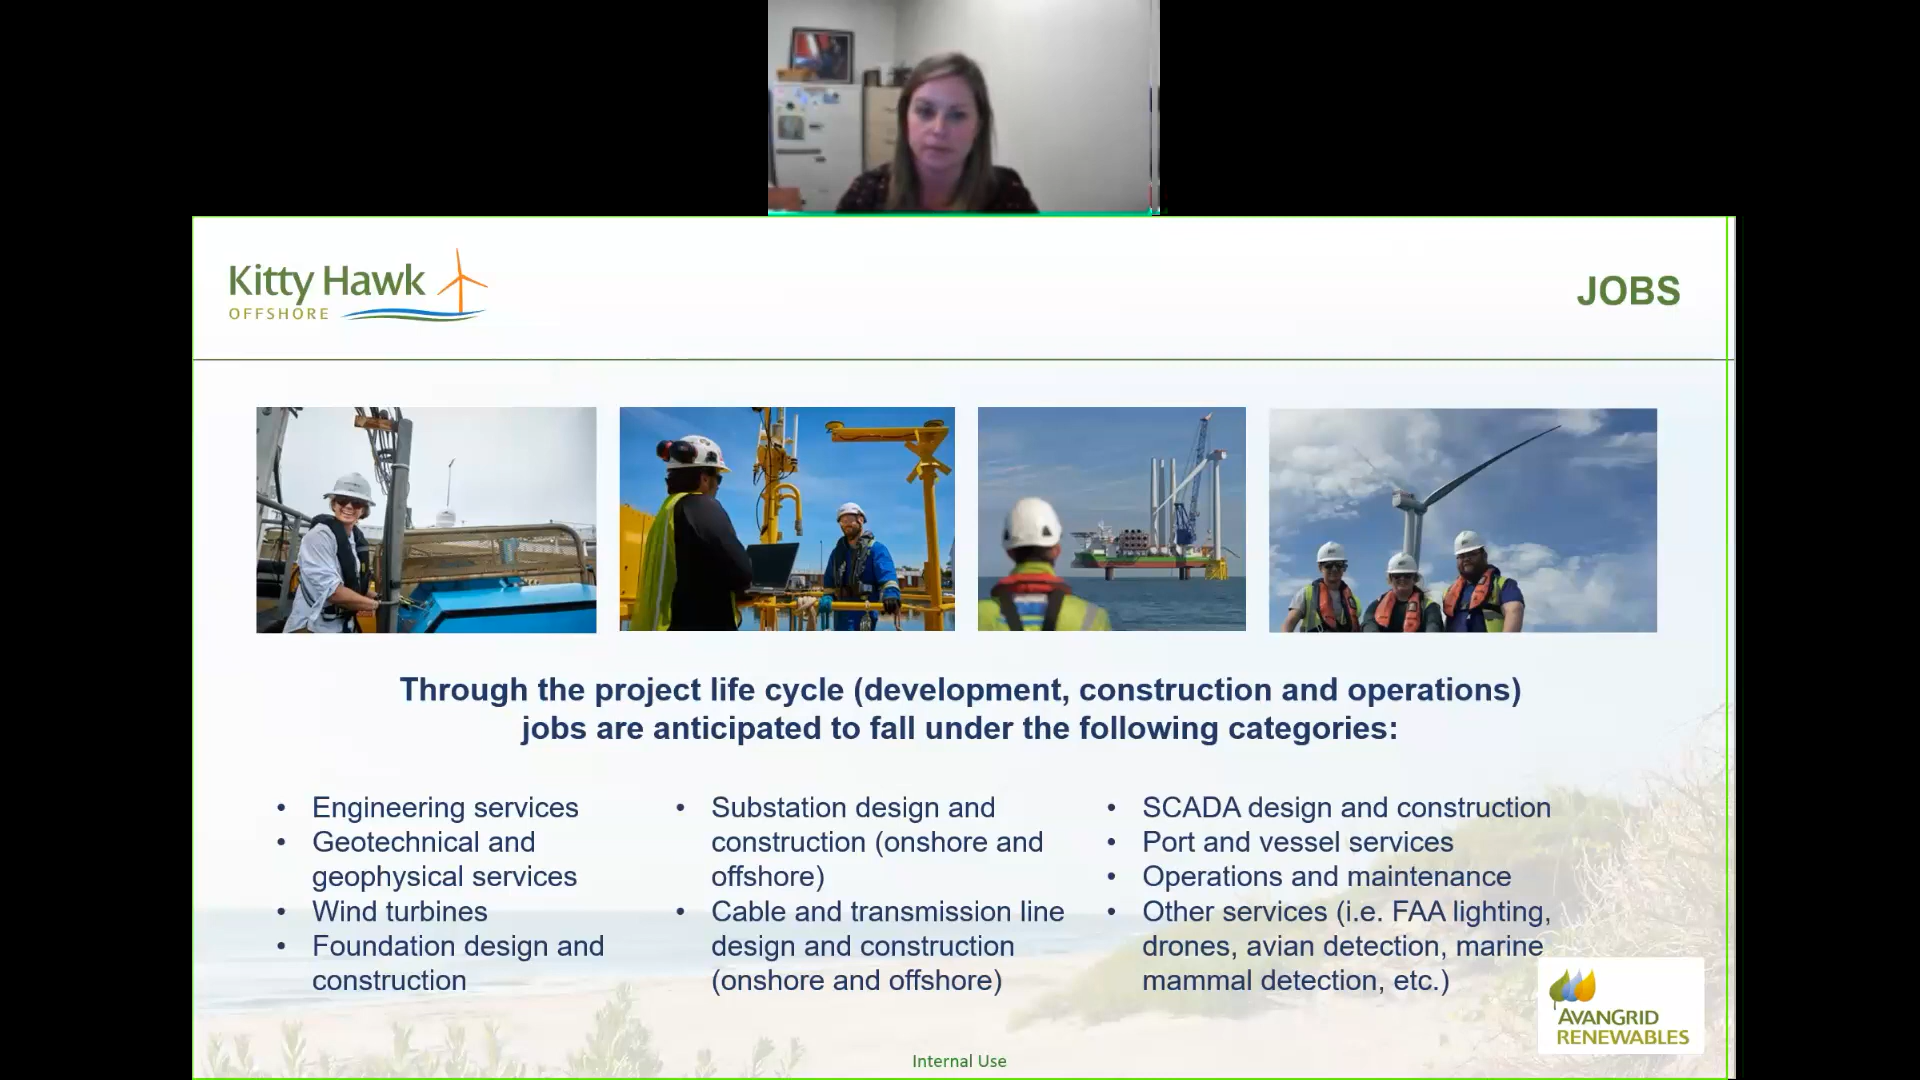 Kitty Hawk
OFFSHORE
JOBS
Through the project life cycle (development, construction and operations)
jobs are anticipated to fall under the following categories:
• Engineering services
• Geotechnical and
geophysical services
• Wind turbines
• Foundation design and
construction
• Substation design and
construction (onshore and
offshore)
• Cable and transmission line
design and construction
(onshore and offshore)
• SCADA design and construction
• Port and vessel services
• Operations and maintenance
• Other services (i.e. FAA lighting,
drones, avian detection, marine
mammal detection, etc.)
AVANGRID
RENEWABLES
Internal Use